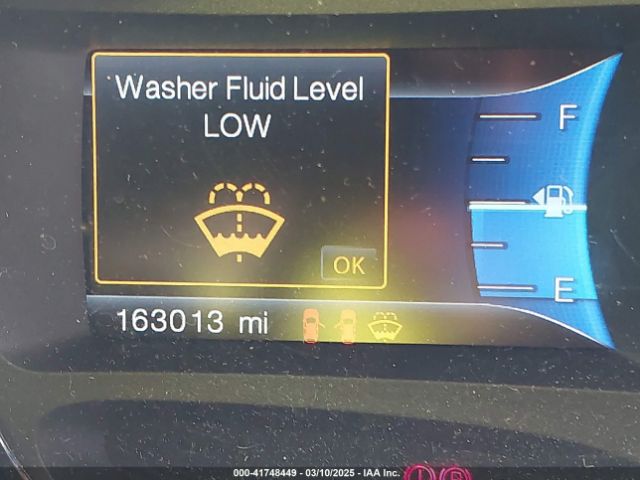 Washer Fluid Level
LOW
OK
F
E
163013 mi
000-41748449 - 03/10/2025 - IAA Inc.